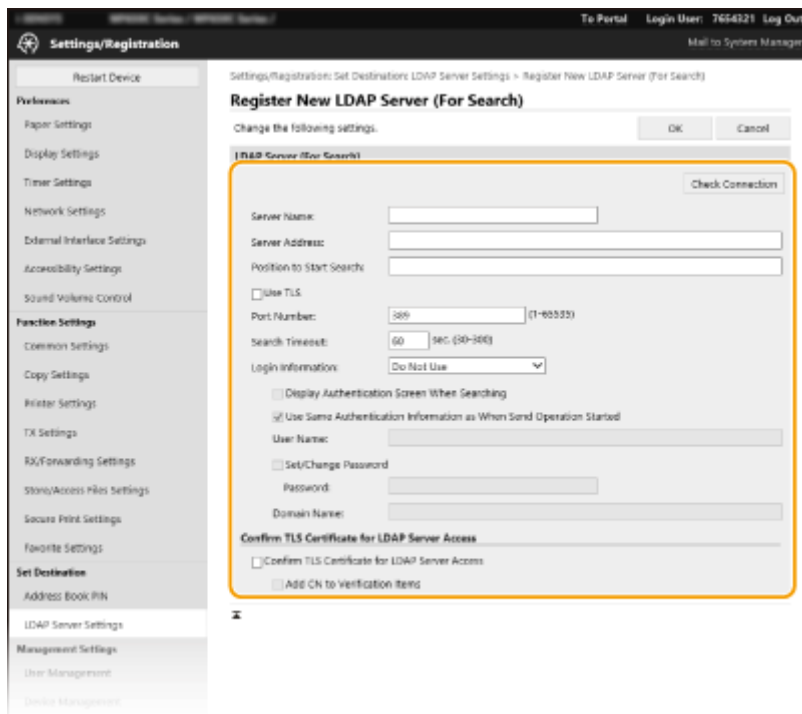 To Portal Login User: 7654321 Log Out
Settings/Registration
Mail to System Manager
Restart Device
Preferences
Paper Settings
Display Settings
Timer Settings
Network Settings
External Interface Settings
Accessibility Settings
Sound Volume Control
Function Settings
Common Settings
Copy Settings
Printer Settings
TX Settings
RX/Forwarding Settings
Store/Access Files Settings
Secure Print Settings
Favorite Settings
Set Destination
Address Book PIN
LDAP Server Settings
Management Settings
User Management
Device Management
Settings/Registration: Set Destination: LDAP Server Settings > Register New LDAP Server (For Search)
Register New LDAP Server (For Search)
Change the following settings.
OK Cancel
LDAP Server (For Search)
Check Connection
Server Name:
Server Address:
Position to Start Search:
Use TLS
Port Number: 389 (1-65535)
Search Timeout: 60 sec. (30-300)
Login Information: Do Not Use
Display Authentication Screen When Searching
Use Same Authentication Information as When Send Operation Started
User Name:
Set/Change Password
Password:
Domain Name:
Confirm TLS Certificate for LDAP Server Access
Confirm TLS Certificate for LDAP Server Access
Add CN to Verification Items